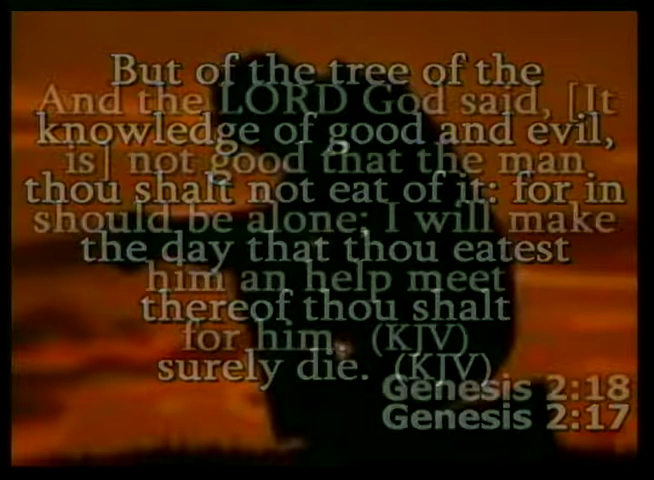 But of the tree of the
And the LORD God said, [It
knowledge of good and evil,
is] not good that the man
thou shalt not eat of it: for in
should be alone; I will make
the day that thou eatest
him an help meet
thereof thou shalt
for him. (KJV)
surely die. (KJV)
Genesis 2:18
Genesis 2:17